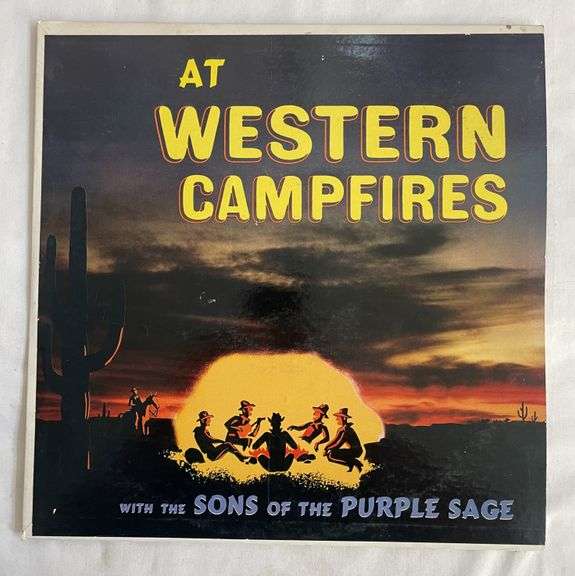 AT
WESTERN
CAMPFIRES
WITH THE SONS OF THE PURPLE SAGE